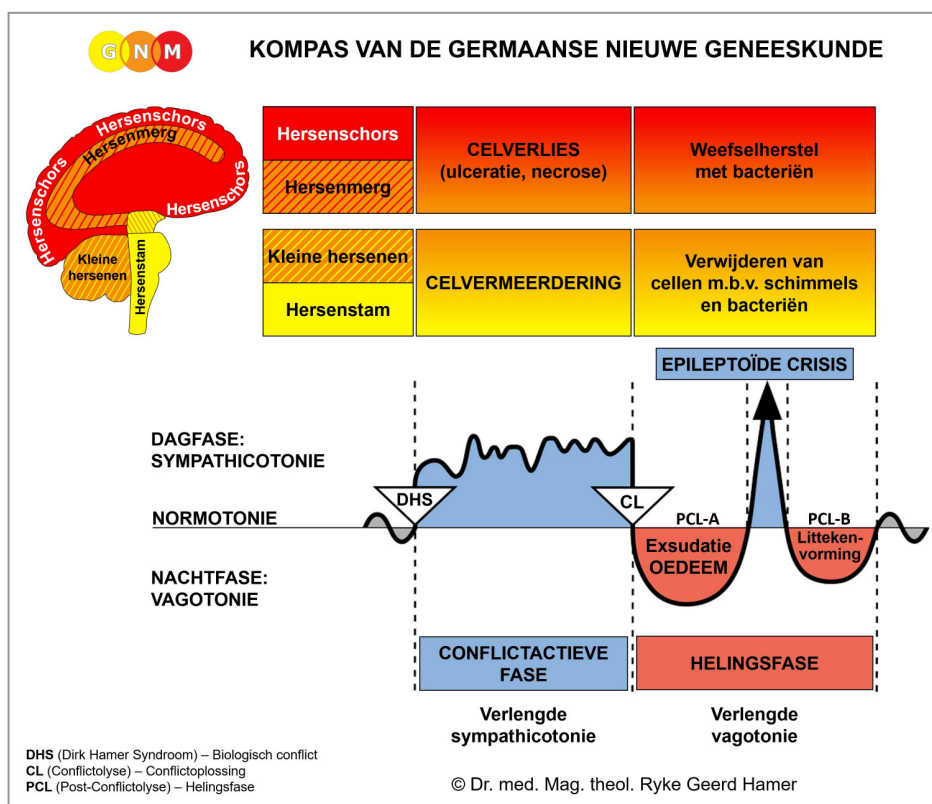 GNM
KOMPAS VAN DE GERMAANSE NIEUWE GENEESKUNDE
Hersenschors
Hersenmerg
Hersenschors
Hersenschors
Kleine
hersenen
Hersenstam
Hersenschors
Hersenmerg
CELVERLIES
(ulceratie, necrose)
Weefselherstel
met bacteriën
Kleine hersenen
Hersenstam
CELVERMEERDERING
Verwijderen van
cellen m.b.v. schimmels
en bacteriën
EPILEPTOÏDE CRISIS
DAGFASE:
SYMPATHICOTONIE
DHS
CL
NORMOTONIE
PCL-A
PCL-B
Exsudatie
OEDEEM
Litteken-
vorming
NACHTFASE:
VAGOTONIE
CONFLICTACTIEVE
FASE
HELINGSFASE
Verlengde
sympathicotonie
Verlengde
vagotonie
DHS (Dirk Hamer Syndroom) – Biologisch conflict
CL (Conflictolyse) – Conflictoplossing
PCL (Post-Conflictolyse) – Helingsfase
© Dr. med. Mag. theol. Ryke Geerd Hamer